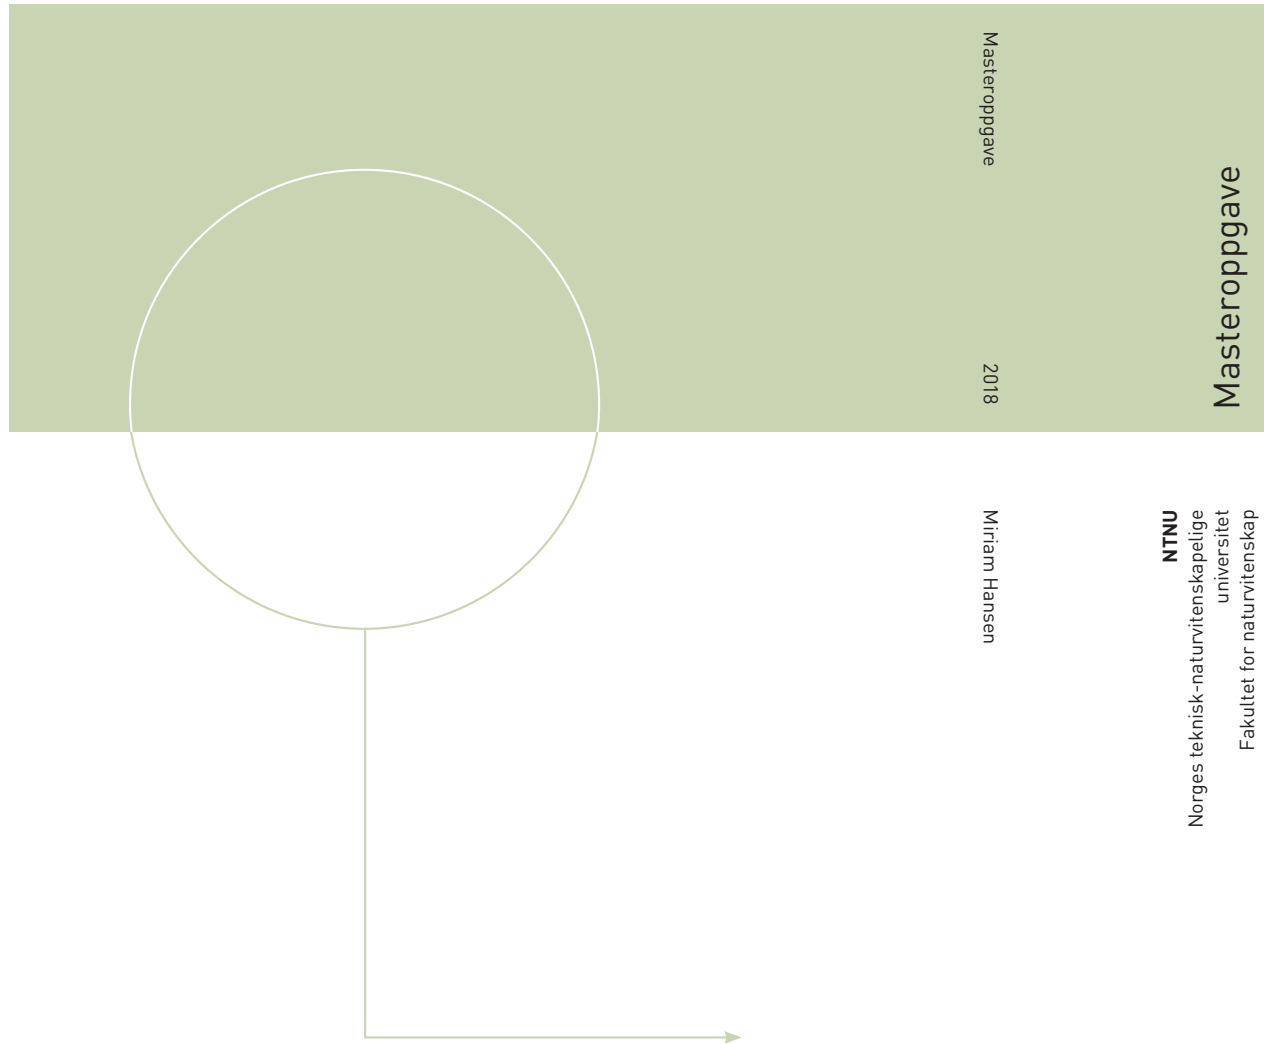 Masteroppgave
2018
Miriam Hansen
Masteroppgave
NTNU
Norges teknisk-naturvitenskapelige
universitet
Fakultet for naturvitenskap